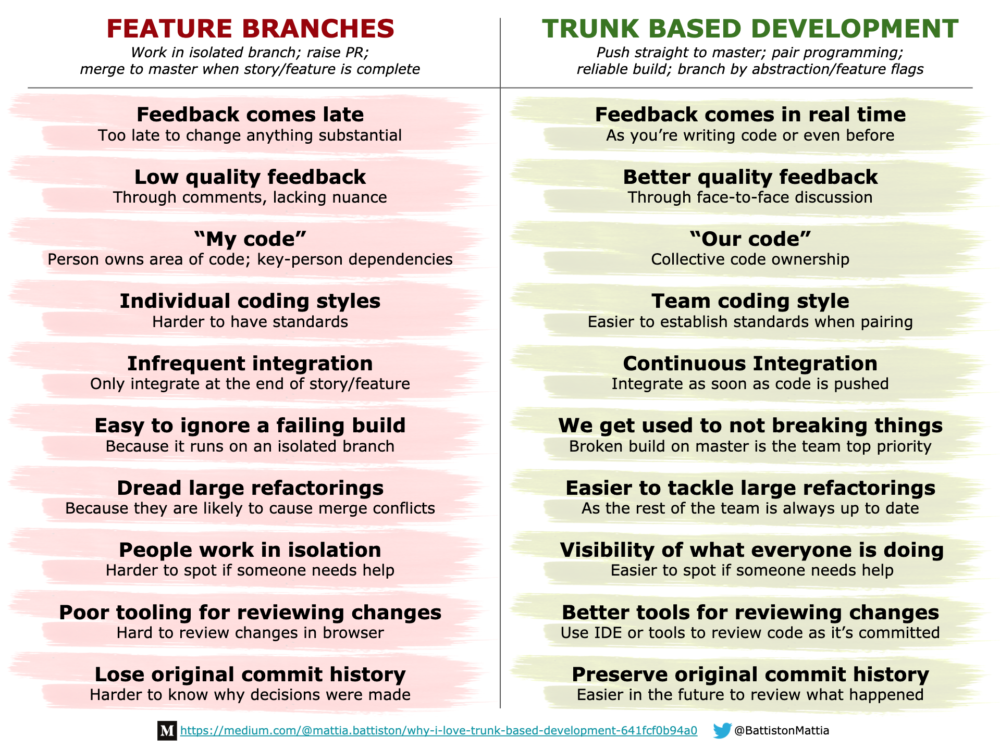 FEATURE BRANCHES
Work in isolated branch; raise PR;
merge to master when story/feature is complete
TRUNK BASED DEVELOPMENT
Push straight to master; pair programming;
reliable build; branch by abstraction/feature flags
Feedback comes late
Too late to change anything substantial
Feedback comes in real time
As you’re writing code or even before
Low quality feedback
Through comments, lacking nuance
Better quality feedback
Through face-to-face discussion
“My code”
Person owns area of code; key-person dependencies
“Our code”
Collective code ownership
Individual coding styles
Harder to have standards
Team coding style
Easier to establish standards when pairing
Infrequent integration
Only integrate at the end of story/feature
Continuous Integration
Integrate as soon as code is pushed
Easy to ignore a failing build
Because it runs on an isolated branch
We get used to not breaking things
Broken build on master is the team top priority
Dread large refactorings
Because they are likely to cause merge conflicts
Easier to tackle large refactorings
As the rest of the team is always up to date
People work in isolation
Harder to spot if someone needs help
Visibility of what everyone is doing
Easier to spot if someone needs help
Poor tooling for reviewing changes
Hard to review changes in browser
Better tools for reviewing changes
Use IDE or tools to review code as it’s committed
Lose original commit history
Harder to know why decisions were made
Preserve original commit history
Easier in the future to review what happened
M https://medium.com/@mattia.battiston/why-i-love-trunk-based-development-641fcf0b94a0 @BattistonMattia